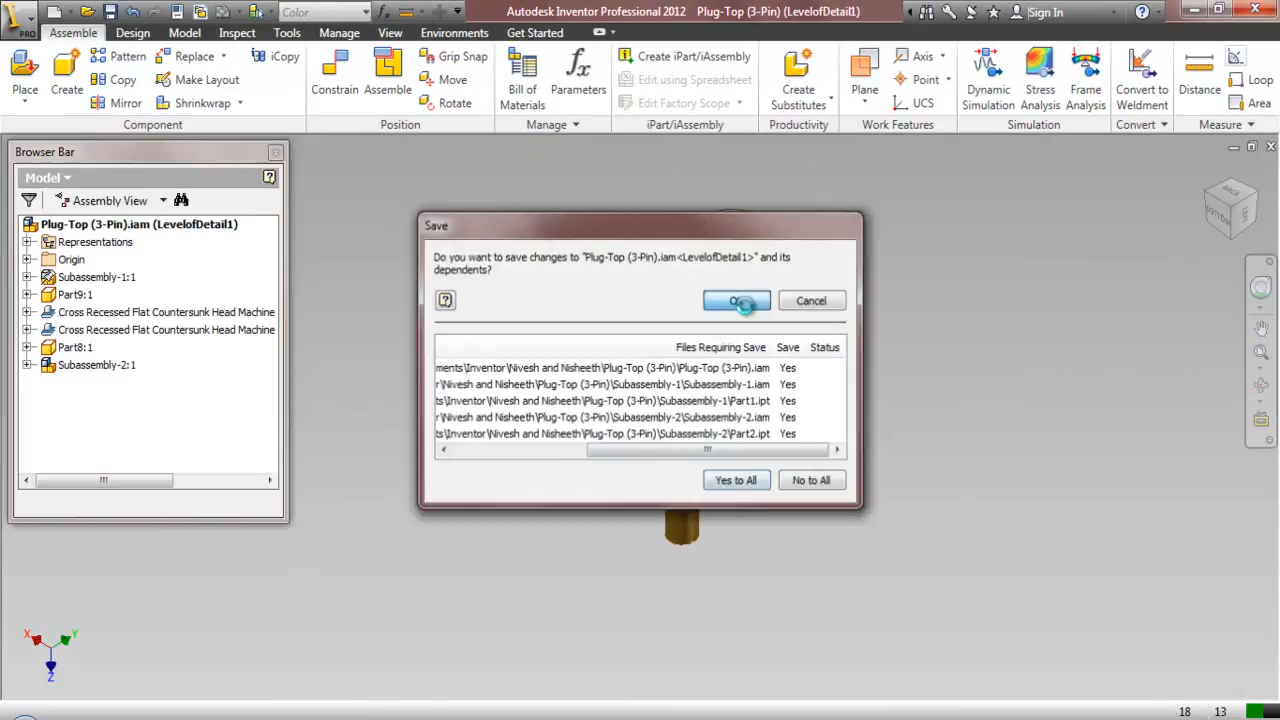 Color
Autodesk Inventor Professional 2012 Plug-Top (3-Pin) (LevelofDetail1)
Sign In
PRO
Assemble Design Model Inspect Tools Manage View Environments Get Started
Place
Create
Pattern
Copy
Mirror
Replace
Make Layout
Shrinkwrap
iCopy
Component
Constrain
Assemble
Grip Snap
Move
Rotate
Position
Bill of
Materials
Parameters
Manage
Create iPart/iAssembly
Edit using Spreadsheet
Edit Factory Scope
iPart/iAssembly
Create
Substitutes
Productivity
Plane
Axis
Point
UCS
Work Features
Dynamic
Simulation
Stress
Analysis
Frame
Analysis
Simulation
Convert to
Weldment
Convert
Distance
Loop
Area
Measure
Browser Bar
Model
Assembly View
Plug-Top (3-Pin).iam (LevelofDetail1)
Representations
Origin
Subassembly-1:1
Part9:1
Cross Recessed Flat Countersunk Head Machine
Cross Recessed Flat Countersunk Head Machine
Part8:1
Subassembly-2:1
Save
Do you want to save changes to "Plug-Top (3-Pin).iam<LevelofDetail1>" and its
dependents?
Cancel
Files Requiring Save Save Status
ments\Inventor\Nivesh and Nisheeth\Plug-Top (3-Pin)\Plug-Top (3-Pin).iam Yes
r\Nivesh and Nisheeth\Plug-Top (3-Pin)\Subassembly-1\Subassembly-1.iam Yes
ts\Inventor\Nivesh and Nisheeth\Plug-Top (3-Pin)\Subassembly-1\Part1.ipt Yes
r\Nivesh and Nisheeth\Plug-Top (3-Pin)\Subassembly-2\Subassembly-2.iam Yes
ts\Inventor\Nivesh and Nisheeth\Plug-Top (3-Pin)\Subassembly-2\Part2.ipt Yes
Yes to All No to All
BACK
BOTTOM
X
Y
Z
18 13